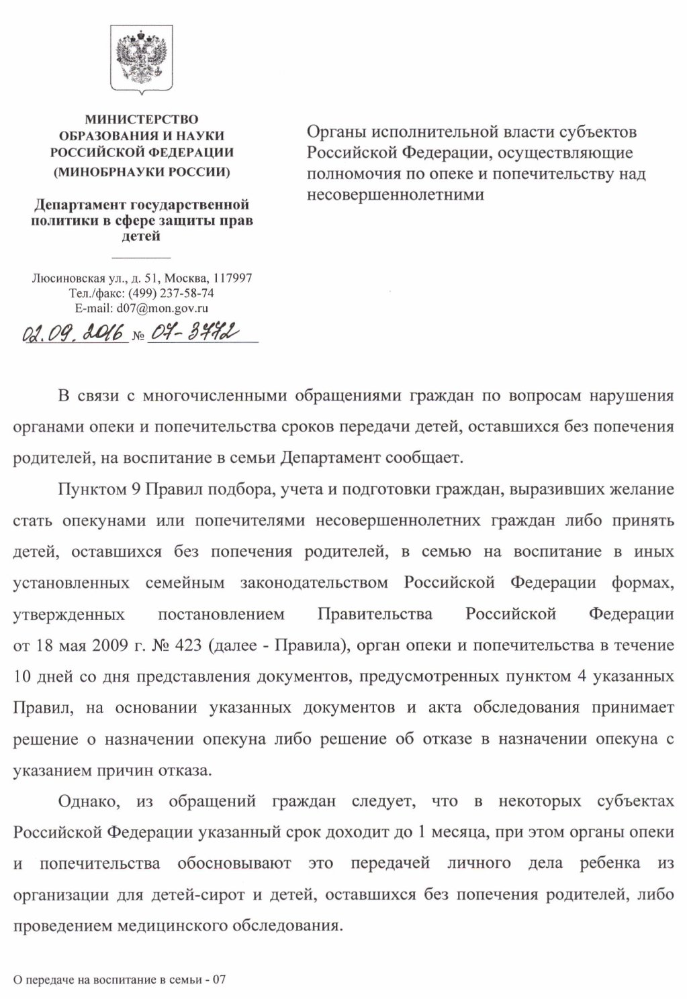 МИНИСТЕРСТВО
ОБРАЗОВАНИЯ И НАУКИ
РОССИЙСКОЙ ФЕДЕРАЦИИ
(МИНОБРНАУКИ РОССИИ)
Департамент государственной
политики в сфере защиты прав
детей
Люсиновская ул., д. 51, Москва, 117997
Тел./факс: (499) 237-58-74
E-mail: d07@mon.gov.ru
02.09.2016 № 07-3772
Органы исполнительной власти субъектов
Российской Федерации, осуществляющие
полномочия по опеке и попечительству над
несовершеннолетними
В связи с многочисленными обращениями граждан по вопросам нарушения
органами опеки и попечительства сроков передачи детей, оставшихся без попечения
родителей, на воспитание в семьи Департамент сообщает.
Пунктом 9 Правил подбора, учета и подготовки граждан, выразивших желание
стать опекунами или попечителями несовершеннолетних граждан либо принять
детей, оставшихся без попечения родителей, в семью на воспитание в иных
установленных семейным законодательством Российской Федерации формах,
утвержденных постановлением Правительства Российской Федерации
от 18 мая 2009 г. № 423 (далее - Правила), орган опеки и попечительства в течение
10 дней со дня представления документов, предусмотренных пунктом 4 указанных
Правил, на основании указанных документов и акта обследования принимает
решение о назначении опекуна либо решение об отказе в назначении опекуна с
указанием причин отказа.
Однако, из обращений граждан следует, что в некоторых субъектах
Российской Федерации указанный срок доходит до 1 месяца, при этом органы опеки
и попечительства обосновывают это передачей личного дела ребенка из
организации для детей-сирот и детей, оставшихся без попечения родителей, либо
проведением медицинского обследования.
О передаче на воспитание в семьи - 07